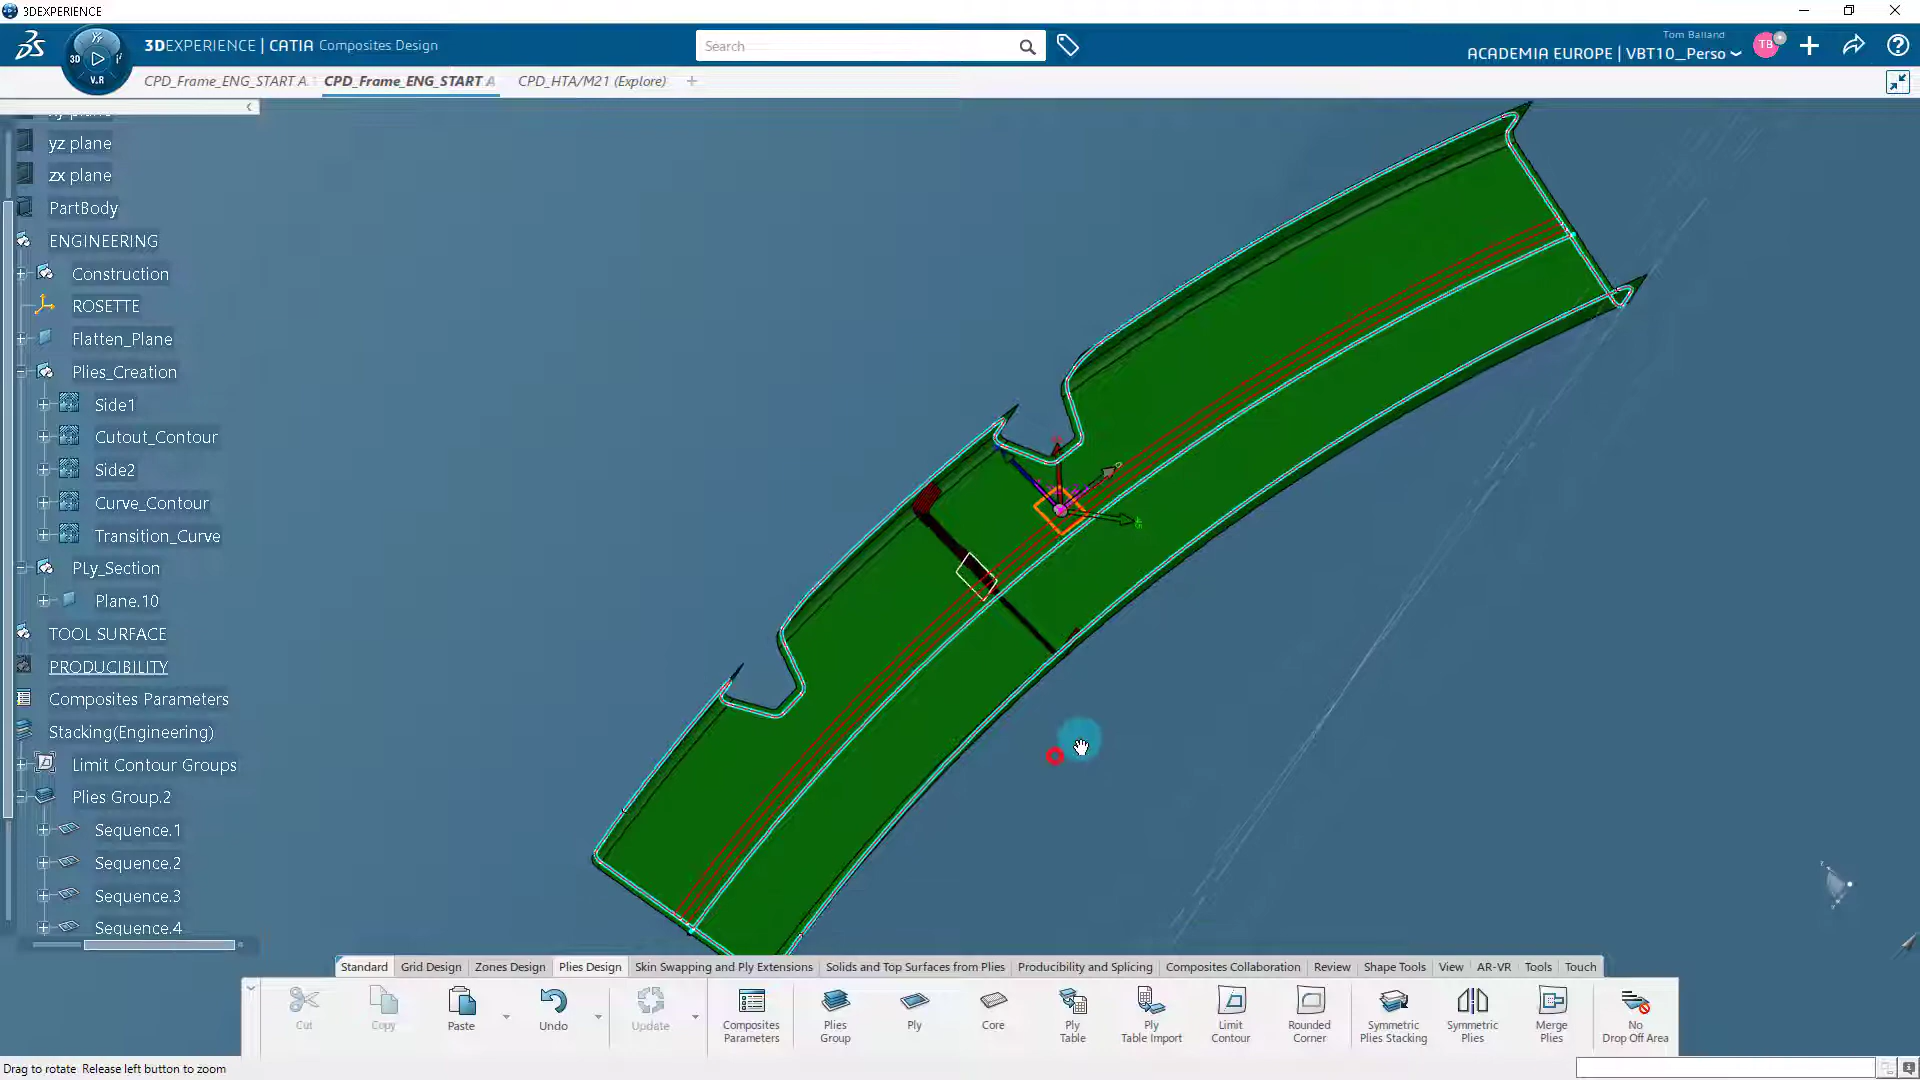 3DEXPERIENCE
3DEXPERIENCE | CATIA Composites Design
Search
Tom Balland
ACADEMIA EUROPE | VBT10__Perso
TB
3D
V.R
CPD_Frame_ENG_START A.
CPD_Frame_ENG_START A
CPD_HTA/M21 (Explore)
xy plane
yz plane
zx plane
PartBody
ENGINEERING
Construction
ROSETTE
Flatten_Plane
Plies_Creation
Side1
Cutout_Contour
Side2
Curve_Contour
Transition_Curve
PLy_Section
Plane.10
TOOL SURFACE
PRODUCIBILITY
Composites Parameters
Stacking(Engineering)
Limit Contour Groups
Plies Group.2
Sequence.1
Sequence.2
Sequence.3
Sequence.4
Standard
Grid Design
Zones Design
Plies Design
Skin Swapping and Ply Extensions
Solids and Top Surfaces from Plies
Producibility and Splicing
Composites Collaboration
Review
Shape Tools
View
AR-VR
Tools
Touch
Cut
Copy
Paste
Undo
Update
Composites Parameters
Plies Group
Ply
Core
Ply Table
Ply Table Import
Limit Contour
Rounded Corner
Symmetric Plies Stacking
Symmetric Plies
Merge Plies
No Drop Off Area
Drag to rotate Release left button to zoom